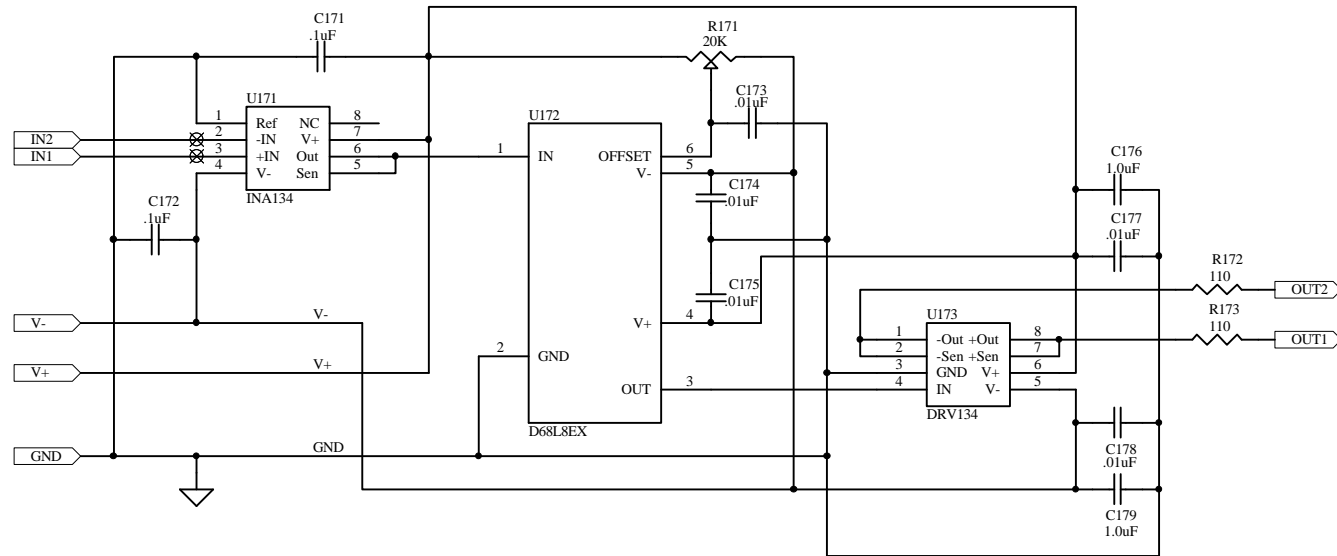 C171
.1uF
R171
20K
C173
.01uF
U171
1 Ref NC 8
2 -IN V+ 7
3 +IN Out 6
4 V- Sen 5
INA134
IN2
IN1
C172
.1uF
U172
1 IN
OFFSET 6
V- 5
V+ 4
2 GND
OUT 3
D68L8EX
C174
.01uF
C175
.01uF
C176
1.0uF
C177
.01uF
R172
110
OUT2
R173
110
OUT1
U173
1 -Out +Out 8
2 -Sen +Sen 7
3 GND V+ 6
4 IN V- 5
DRV134
V- V-
V+ V+
GND GND
C178
.01uF
C179
1.0uF